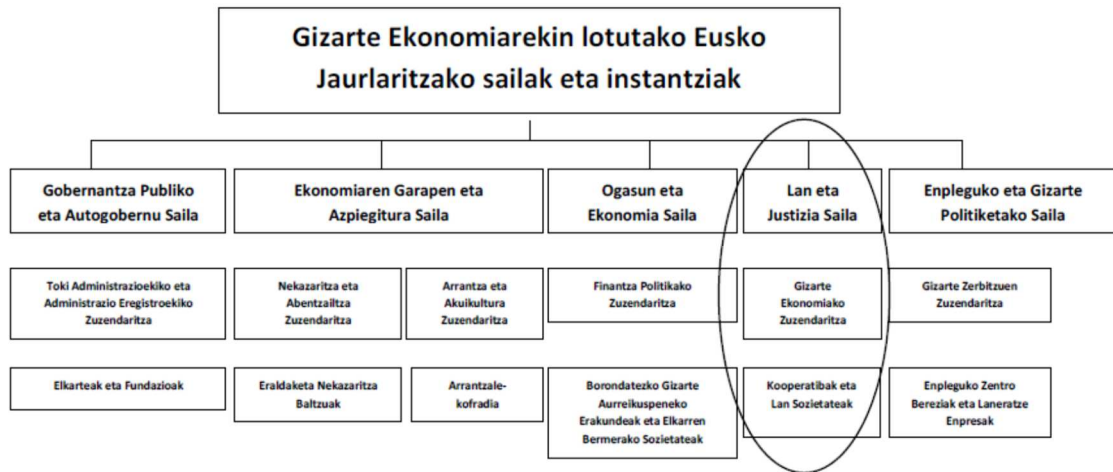 Gizarte Ekonomiarekin lotutako Eusko
Jaurlaritzako sailak eta instantziak
Gobernantza Publiko
eta Autogobernu Saila
Ekonomiaren Garapen eta
Azpiegitura Saila
Ogasun eta
Ekonomia Saila
Lan eta
Justizia Saila
Enpleguko eta Gizarte
Politiketako Saila
Toki Administrazioekiko eta
Administrazio Eregistroekiko
Zuzendaritza
Nekazaritza eta
Abentzailtza
Zuzendaritza
Arrantza eta
Akuikultura
Zuzendaritza
Finantza Politikako
Zuzendaritza
Gizarte
Ekonomiako
Zuzendaritza
Gizarte Zerbitzuen
Zuzendaritza
Elkarteak eta Fundazioak
Eraldaketa Nekazaritza
Baltzuak
Arrantzale-
kofradia
Borondatezko Gizarte
Aurreikuspeneko
Erakundeak eta Elkarren
Bermerako Sozietateak
Kooperatibak eta
Lan Sozietateak
Enpleguko Zentro
Bereziak eta Laneratze
Enpresak